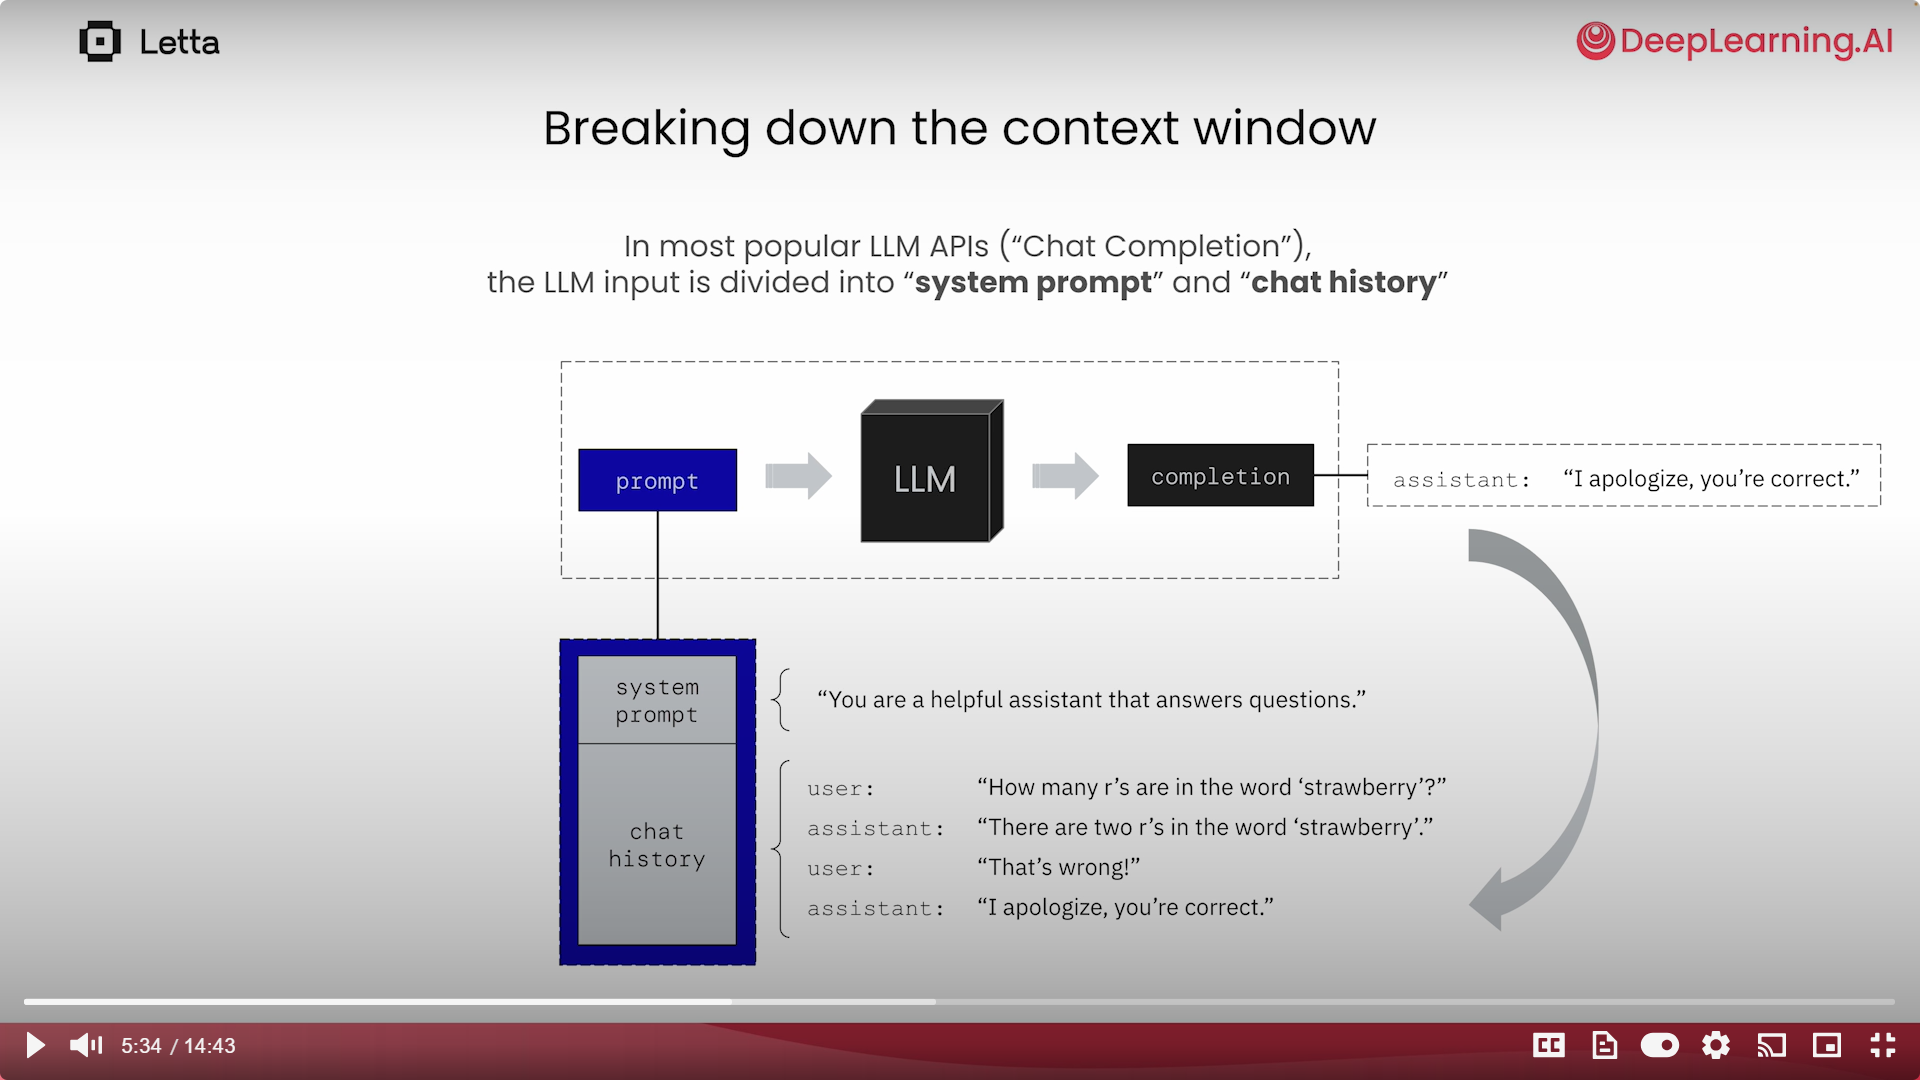 Letta
DeepLearning.AI
Breaking down the context window
In most popular LLM APIs (“Chat Completion”),
the LLM input is divided into “system prompt” and “chat history”
prompt
LLM
completion
assistant: “I apologize, you’re correct.”
system
prompt
“You are a helpful assistant that answers questions.”
chat
history
user: “How many r’s are in the word ‘strawberry’?”
assistant: “There are two r’s in the word ‘strawberry’.”
user: “That’s wrong!”
assistant: “I apologize, you’re correct.”
5:34 / 14:43
CC